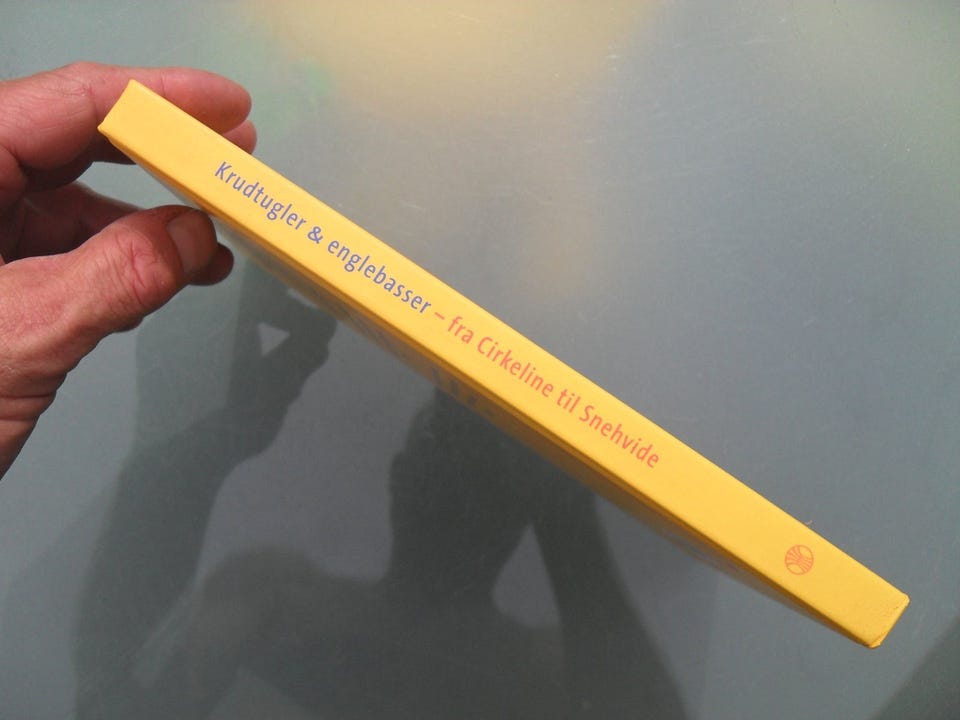 Krudtugler & englebasser – fra Cirkeline til Snehvide